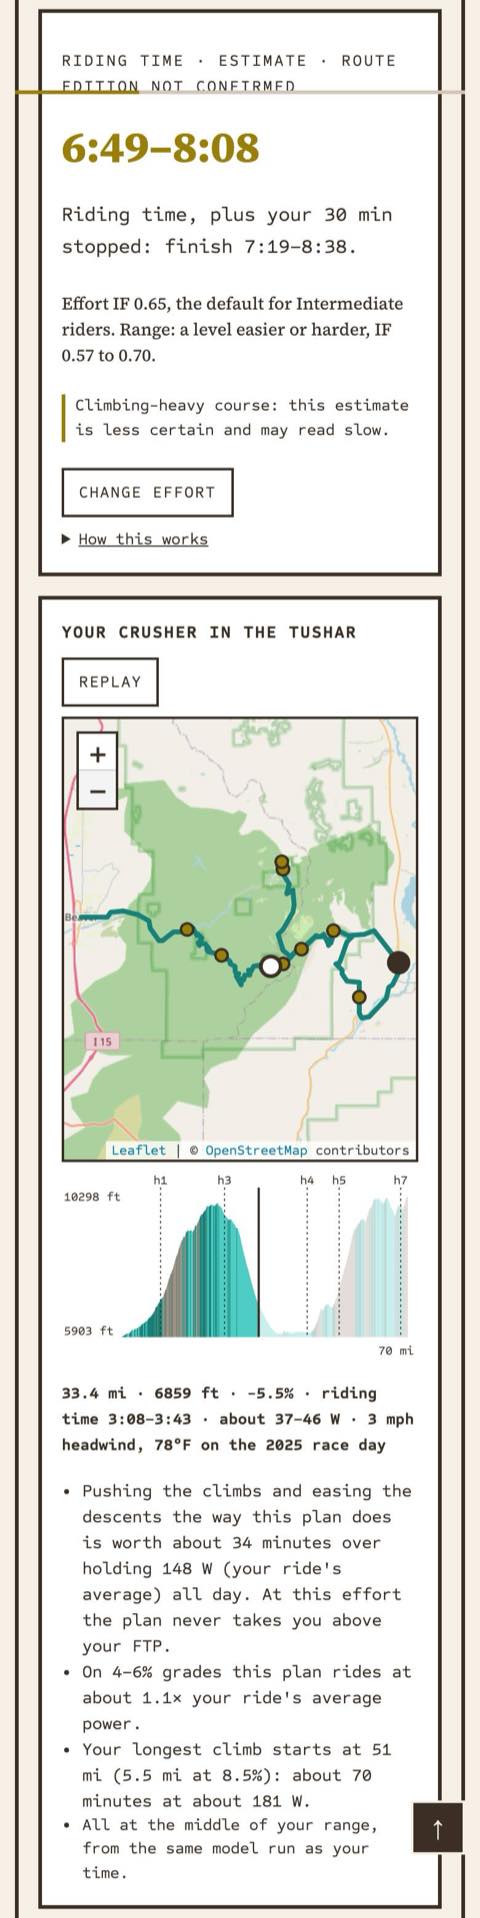 RIDING TIME · ESTIMATE · ROUTE
EDITION NOT CONFIRMED
6:49–8:08
Riding time, plus your 30 min
stopped: finish 7:19–8:38.
Effort IF 0.65, the default for Intermediate
riders. Range: a level easier or harder, IF
0.57 to 0.70.
Climbing-heavy course: this estimate
is less certain and may read slow.
CHANGE EFFORT
▶ How this works
YOUR CRUSHER IN THE TUSHAR
REPLAY
+
−
I 15
Leaflet | © OpenStreetMap contributors
h1 h3 h4 h5 h7
10298 ft
5903 ft
70 mi
33.4 mi · 6859 ft · -5.5% · riding
time 3:08–3:43 · about 37–46 W · 3 mph
headwind, 78°F on the 2025 race day
• Pushing the climbs and easing the
descents the way this plan does
is worth about 34 minutes over
holding 148 W (your ride's
average) all day. At this effort
the plan never takes you above
your FTP.
• On 4–6% grades this plan rides at
about 1.1× your ride's average
power.
• Your longest climb starts at 51
mi (5.5 mi at 8.5%): about 70
minutes at about 181 W.
• All at the middle of your range,
from the same model run as your
time.
↑